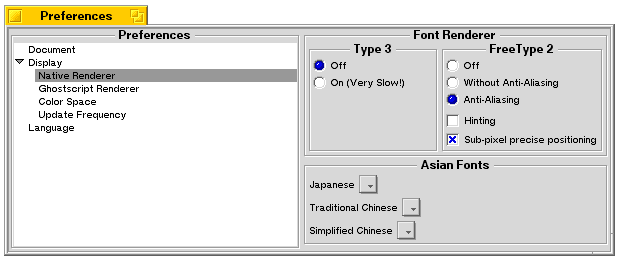 Preferences
Preferences
Document
Display
Native Renderer
Ghostscript Renderer
Color Space
Update Frequency
Language
Font Renderer
Type 3
Off
On (Very Slow!)
FreeType 2
Off
Without Anti-Aliasing
Anti-Aliasing
Hinting
Sub-pixel precise positioning
Asian Fonts
Japanese
Traditional Chinese
Simplified Chinese